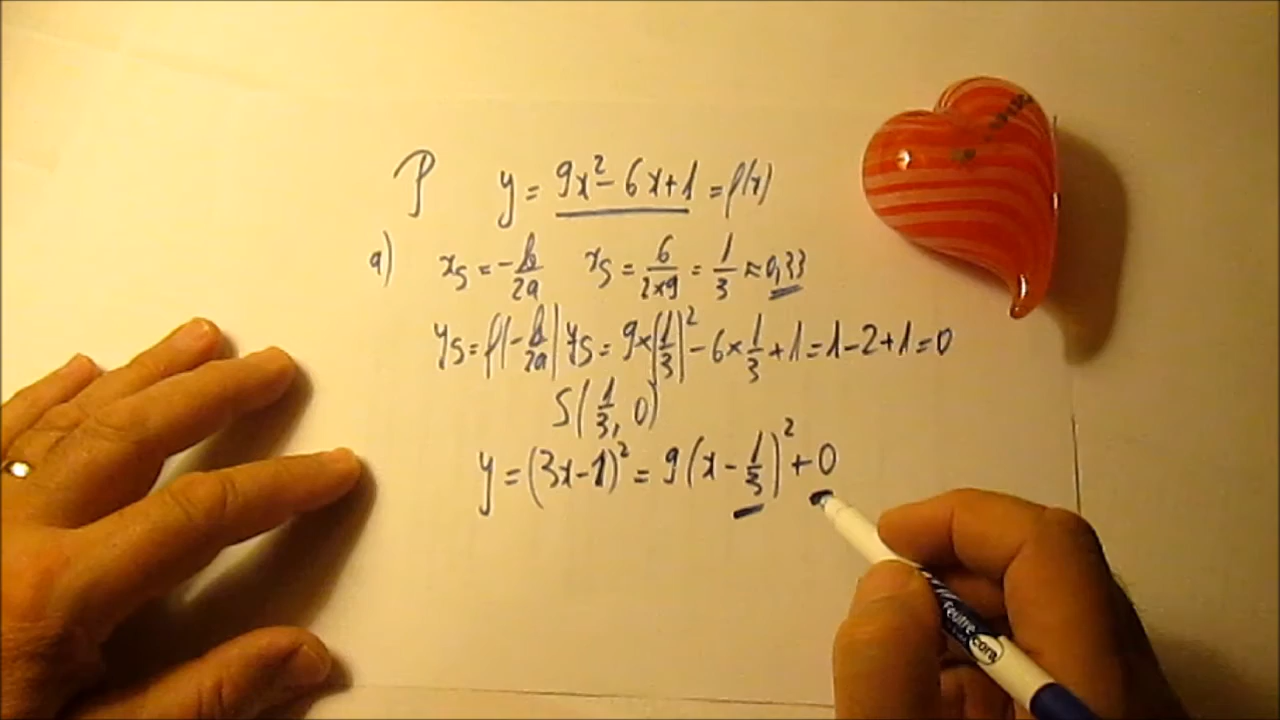 P y = 9x² - 6x + 1 = f(x)
a) xS = -b/2a xS = 6/2×9 = 1/3 ≈ 0,33
yS = f(-b/2a) yS = 9×(1/3)² - 6×1/3 + 1 = 1 - 2 + 1 = 0
S(1/3, 0)
y = (3x-1)² = 9(x - 1/3)² + 0
feutre
cora